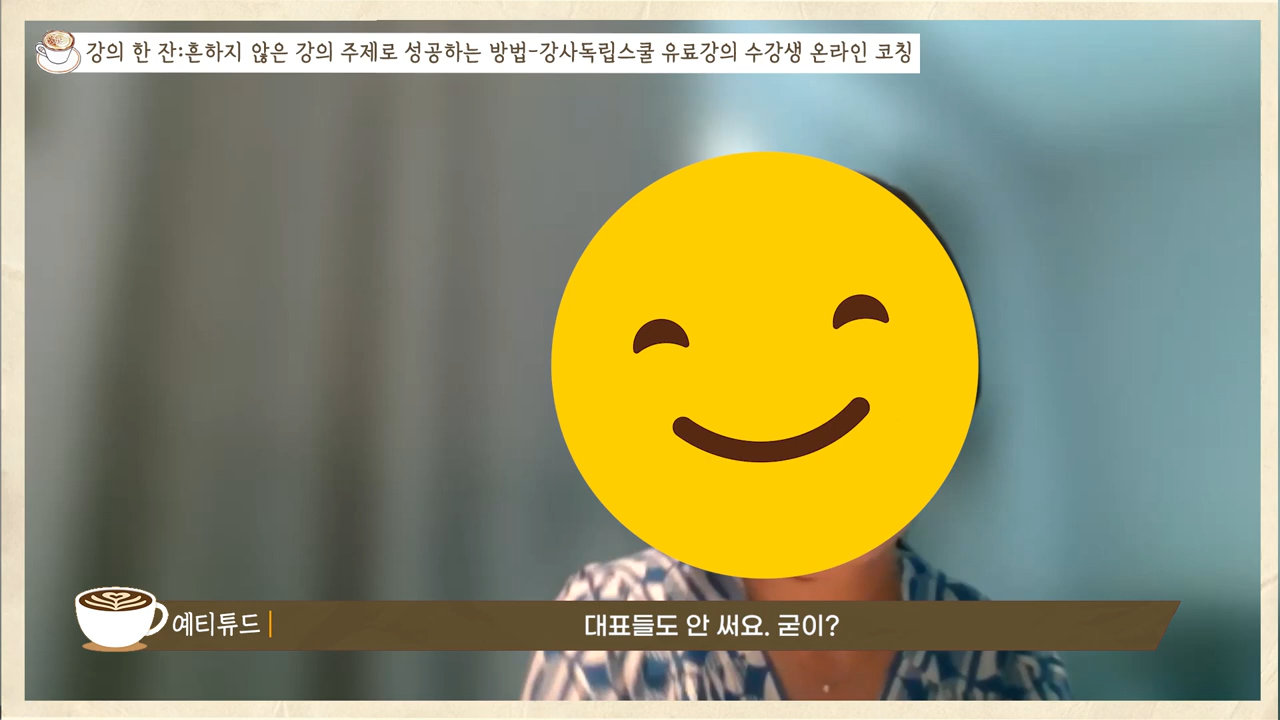 강의 한 잔:흔하지 않은 강의 주제로 성공하는 방법-강사독립스쿨 유료강의 수강생 온라인 코칭
예티튜드
대표들도 안 써요. 굳이?